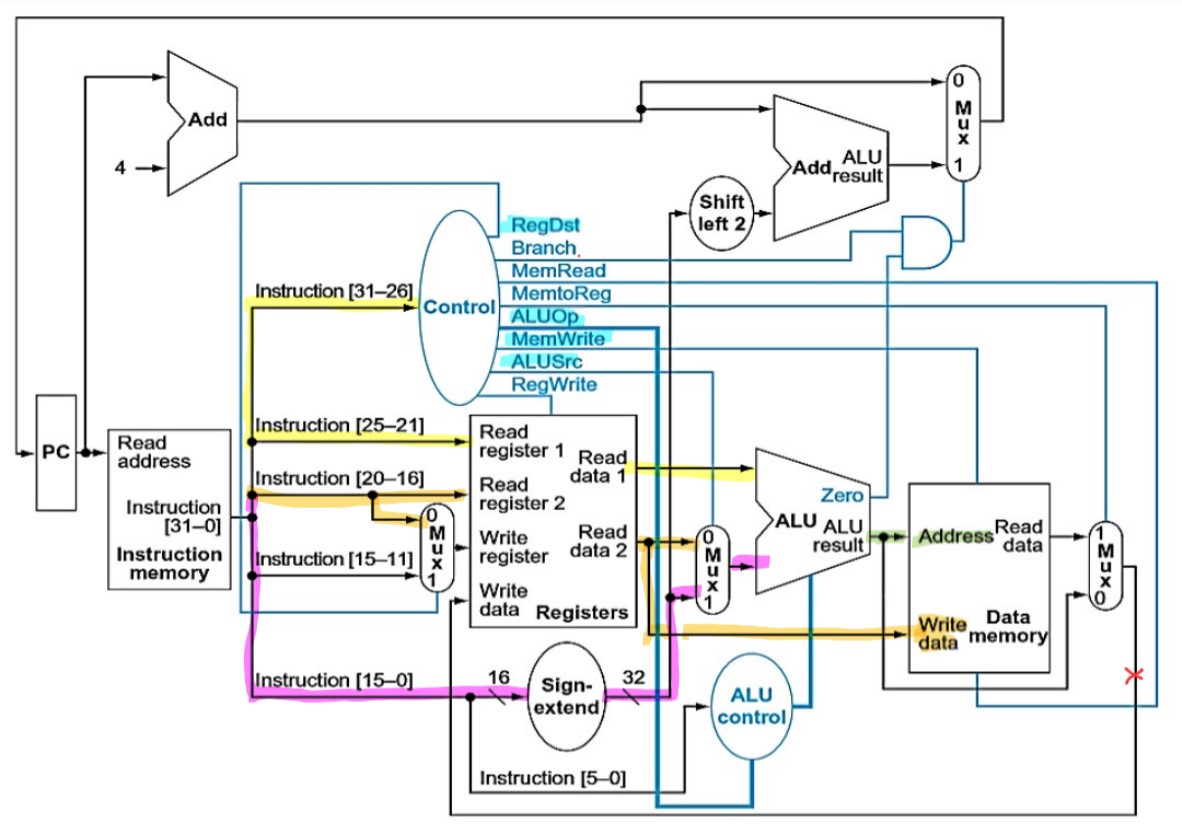 0
Mux
1
Add
4
Add ALU
result
Shift
left 2
RegDst
Branch
MemRead
MemtoReg
ALUOp
MemWrite
ALUSrc
RegWrite
Control
Instruction [31–26]
Instruction [25–21]
Instruction [20–16]
Instruction [15–11]
Instruction [15–0]
Instruction [5–0]
PC
Read
address
Instruction
[31–0]
Instruction
memory
0
Mux
1
Read
register 1
Read
register 2
Write
register
Write
data
Registers
Read
data 1
Read
data 2
0
Mux
1
Zero
ALU
ALU
result
Address
Read
data
Write
data
Data
memory
1
Mux
0
16
Sign-
extend
32
ALU
control